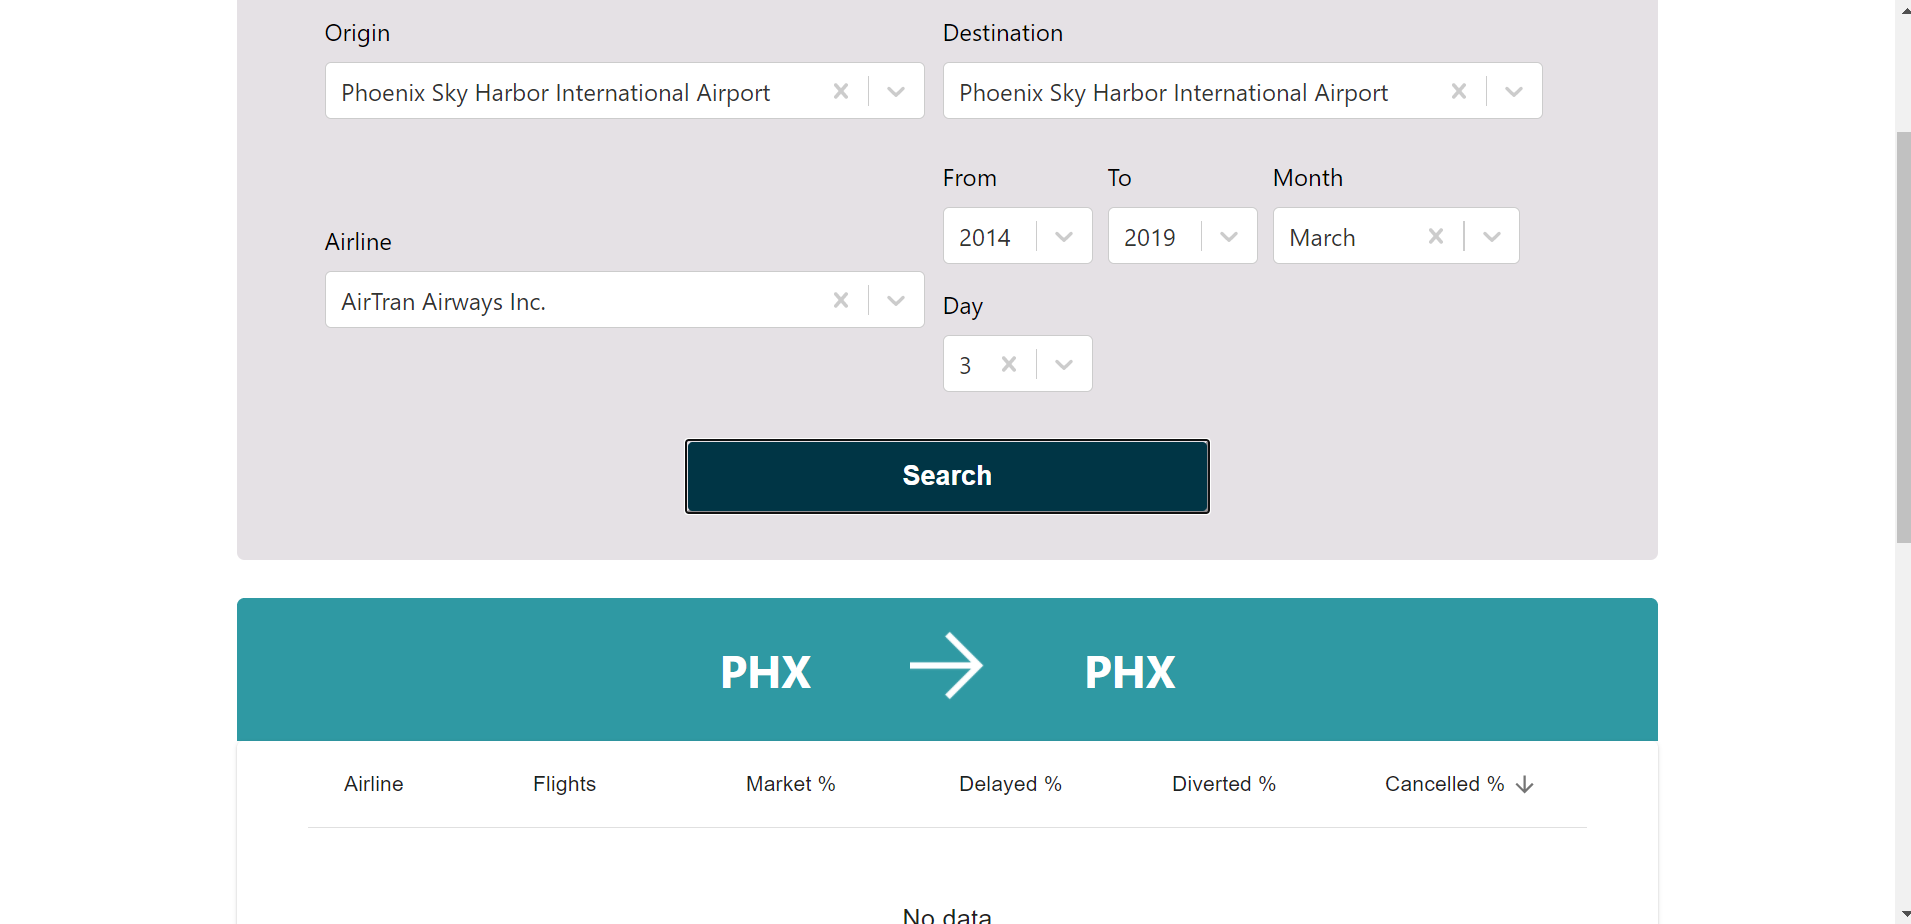 Origin
Destination
Phoenix Sky Harbor International Airport
Phoenix Sky Harbor International Airport
From
To
Month
2014
2019
March
Airline
AirTran Airways Inc.
Day
3
Search
PHX
PHX
Airline
Flights
Market %
Delayed %
Diverted %
Cancelled %
No data